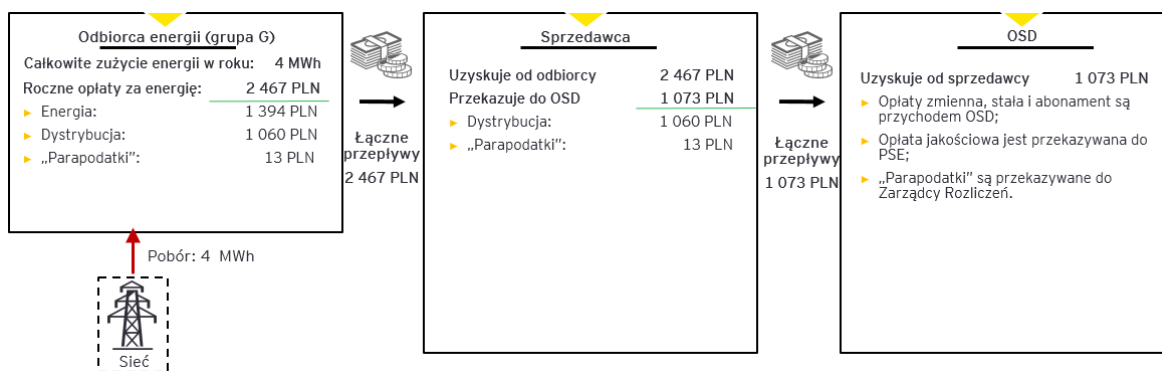 Odbiorca energii (grupa G)
Całkowite zużycie energii w roku: 4 MWh
Roczne opłaty za energię: 2 467 PLN
► Energia: 1 394 PLN
► Dystrybucja: 1 060 PLN
► „Parapodatki”: 13 PLN
Pobór: 4 MWh
Sieć
Łączne
przepływy
2 467 PLN
Sprzedawca
Uzyskuje od odbiorcy 2 467 PLN
Przekazuje do OSD 1 073 PLN
► Dystrybucja: 1 060 PLN
► „Parapodatki”: 13 PLN
Łączne
przepływy
1 073 PLN
OSD
Uzyskuje od sprzedawcy 1 073 PLN
► Opłaty zmienna, stała i abonament są
przychodem OSD;
► Opłata jakościowa jest przekazywana do
PSE;
► „Parapodatki” są przekazywane do
Zarządcy Rozliczeń.